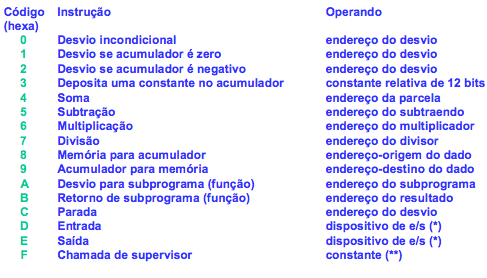 Código Instrução Operando
(hexa)
0 Desvio incondicional endereço do desvio
1 Desvio se acumulador é zero endereço do desvio
2 Desvio se acumulador é negativo endereço do desvio
3 Deposita uma constante no acumulador constante relativa de 12 bits
4 Soma endereço da parcela
5 Subtração endereço do subtraendo
6 Multiplicação endereço do multiplicador
7 Divisão endereço do divisor
8 Memória para acumulador endereço-origem do dado
9 Acumulador para memória endereço-destino do dado
A Desvio para subprograma (função) endereço do subprograma
B Retorno de subprograma (função) endereço do resultado
C Parada endereço do desvio
D Entrada dispositivo de e/s (*)
E Saída dispositivo de e/s (*)
F Chamada de supervisor constante (**)